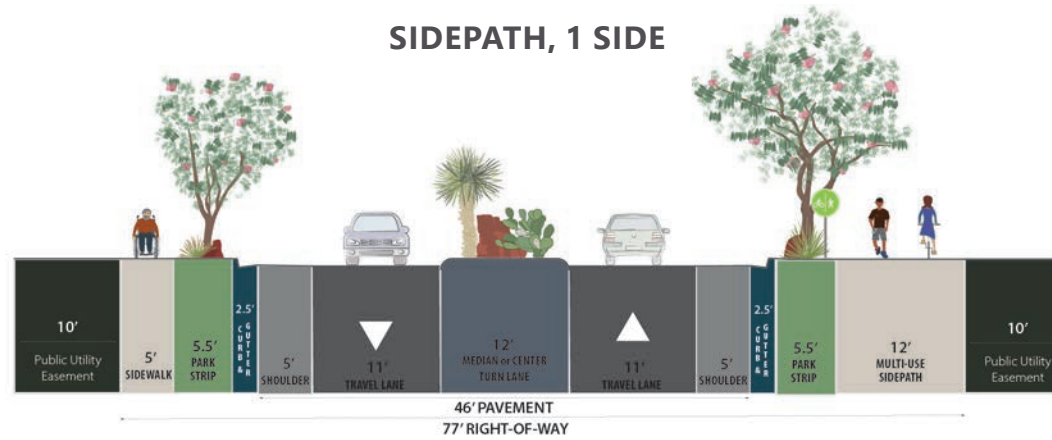 SIDEPATH, 1 SIDE
10'
Public Utility
Easement
5'
SIDEWALK
5.5'
PARK
STRIP
2.5'
CURB &
GUTTER
5'
SHOULDER
11'
TRAVEL LANE
12'
MEDIAN or CENTER
TURN LANE
11'
TRAVEL LANE
5'
SHOULDER
2.5'
CURB &
GUTTER
5.5'
PARK
STRIP
12'
MULTI-USE
SIDEPATH
10'
Public Utility
Easement
46' PAVEMENT
77' RIGHT-OF-WAY